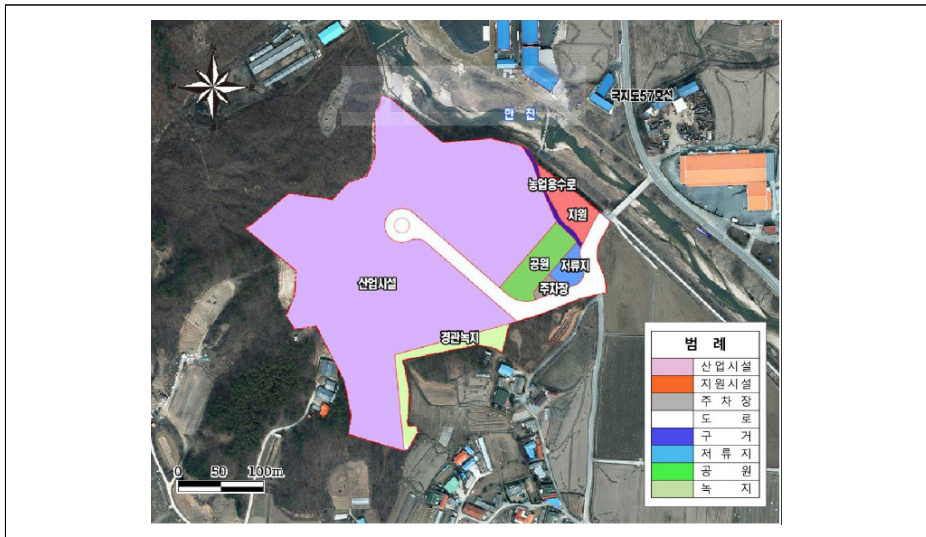 국지도57호선
한 천
농업용수로
지원
공원
저류지
산업시설
주차장
경관녹지
범 례
산업시설
지원시설
주 차 장
도 로
구 거
저 류 지
공 원
녹 지
0 50 100m